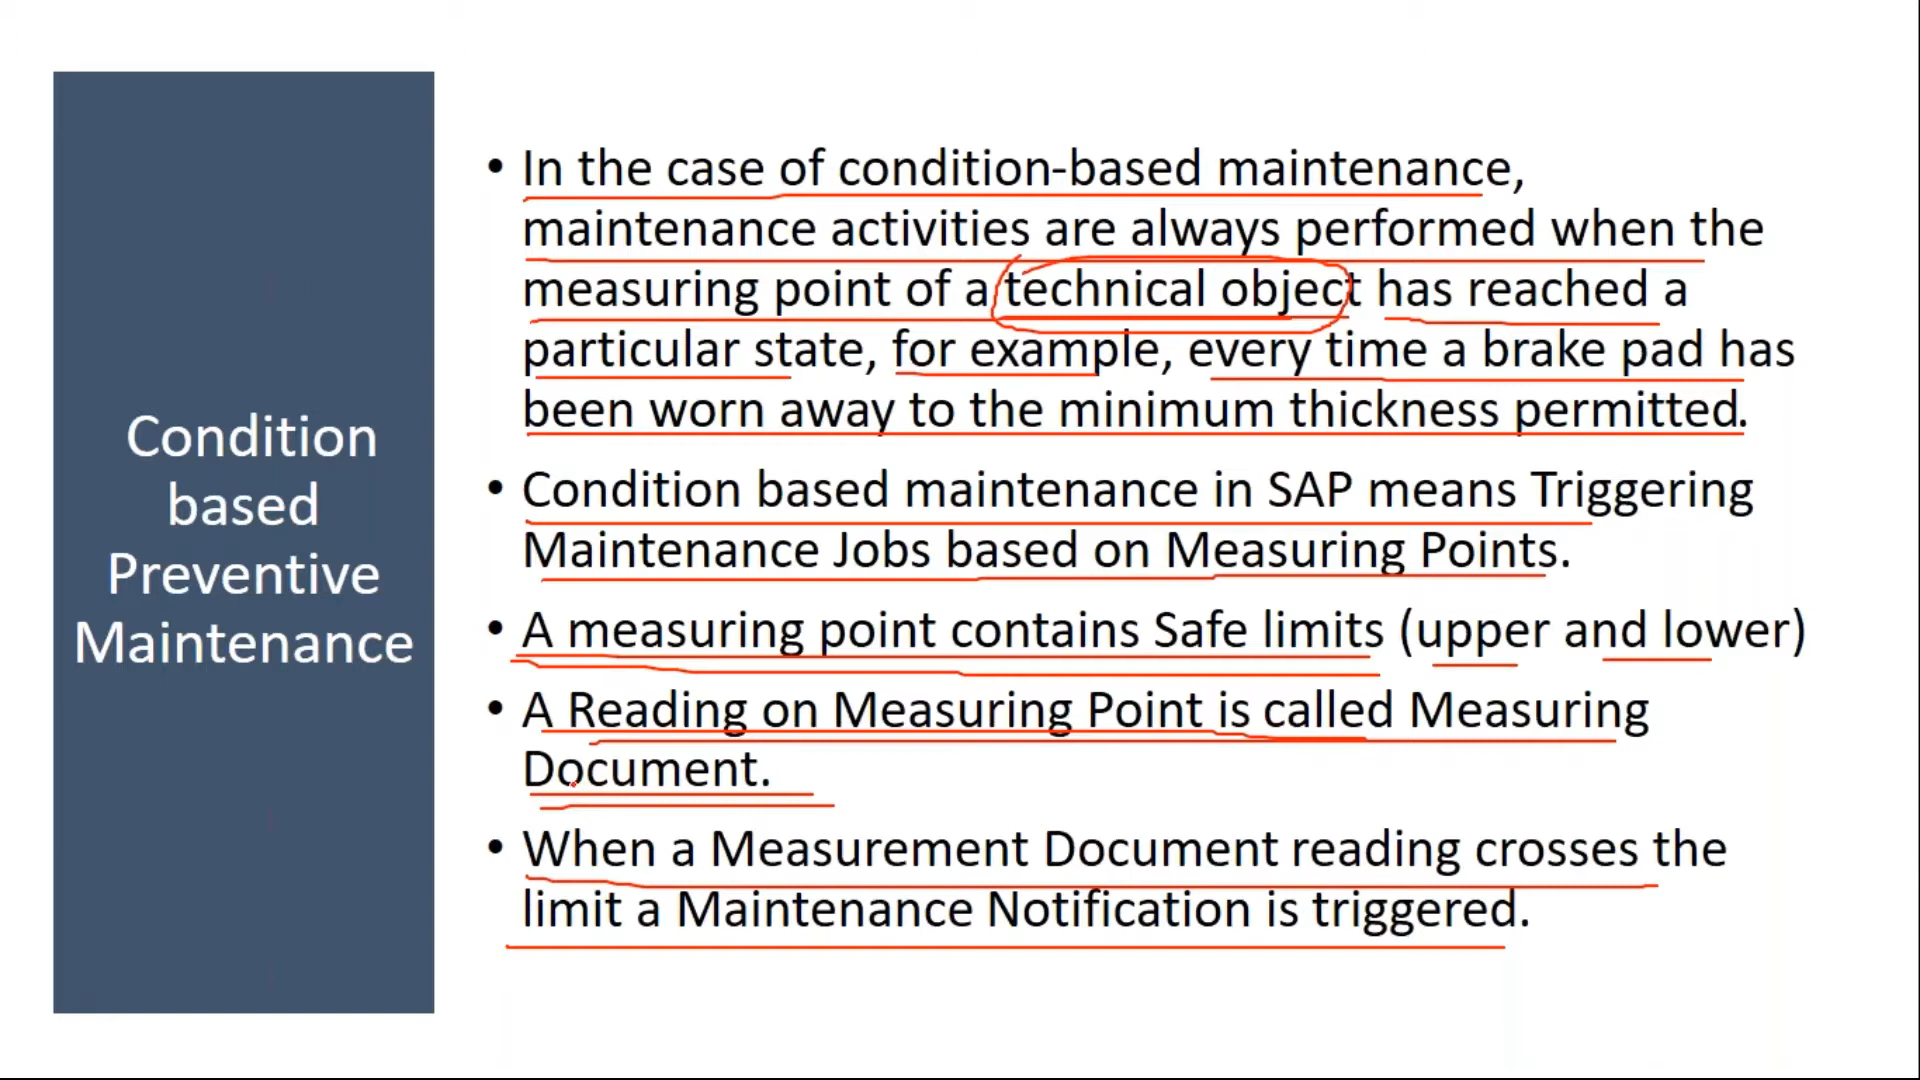 Condition
based
Preventive
Maintenance
• In the case of condition-based maintenance,
maintenance activities are always performed when the
measuring point of a technical object has reached a
particular state, for example, every time a brake pad has
been worn away to the minimum thickness permitted.
• Condition based maintenance in SAP means Triggering
Maintenance Jobs based on Measuring Points.
• A measuring point contains Safe limits (upper and lower)
• A Reading on Measuring Point is called Measuring
Document.
• When a Measurement Document reading crosses the
limit a Maintenance Notification is triggered.